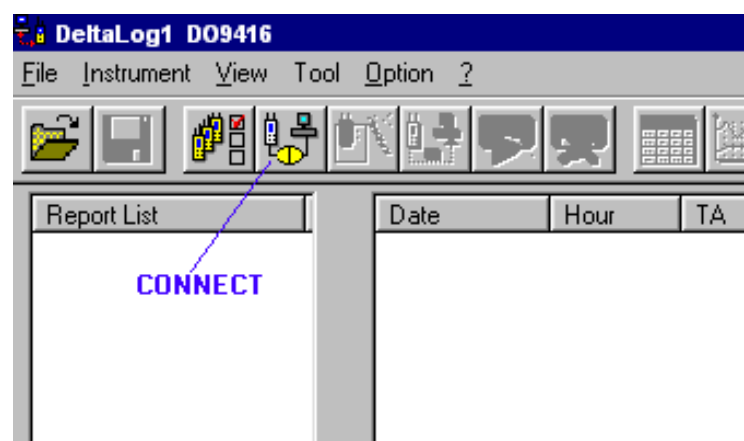 DeltaLog1 DO9416
File Instrument View Tool Option ?
Report List Date Hour TA
CONNECT